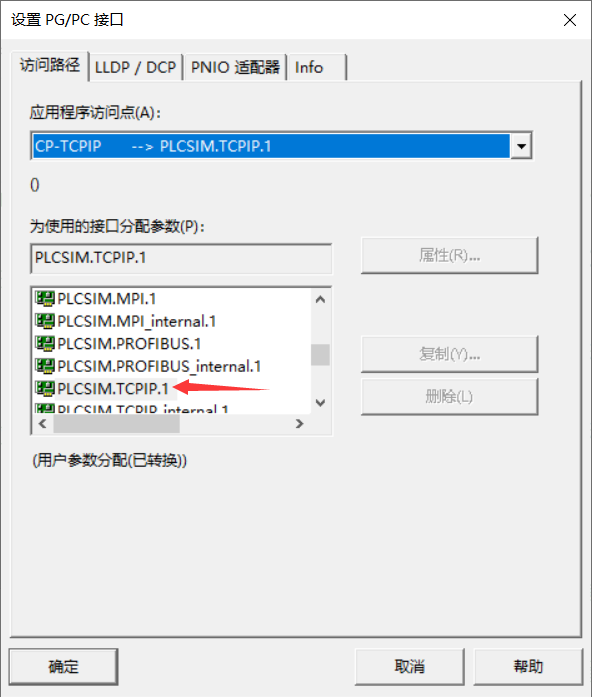 设置 PG/PC 接口
访问路径 LLDP / DCP PNIO 适配器 Info
应用程序访问点(A):
CP-TCPIP --> PLCSIM.TCPIP.1
()
为使用的接口分配参数(P):
PLCSIM.TCPIP.1
属性(R)...
PLCSIM.MPI.1
PLCSIM.MPI_internal.1
PLCSIM.PROFIBUS.1
复制(Y)...
PLCSIM.PROFIBUS_internal.1
PLCSIM.TCPIP.1
删除(L)
PLCSIM.TCPIP_internal.1
(用户参数分配(已转换))
确定 取消 帮助